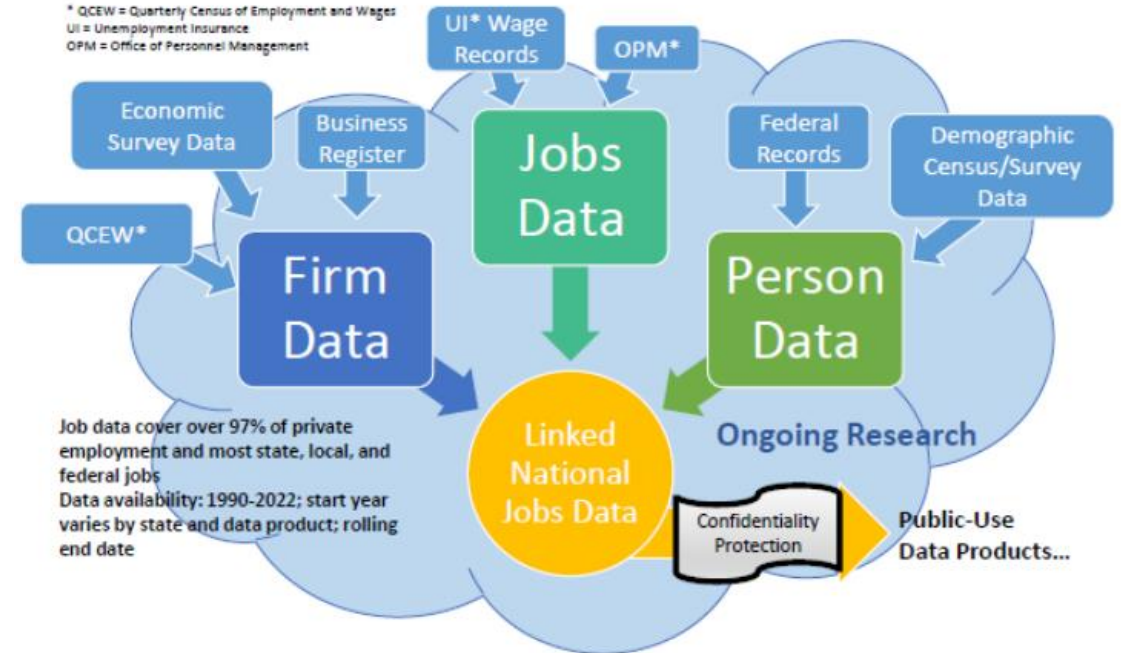 * QCEW = Quarterly Census of Employment and Wages
UI = Unemployment Insurance
OPM = Office of Personnel Management
UI* Wage
Records
OPM*
Economic
Survey Data
Business
Register
Jobs
Data
Federal
Records
Demographic
Census/Survey
Data
QCEW*
Firm
Data
Person
Data
Job data cover over 97% of private
employment and most state, local, and
federal jobs
Data availability: 1990-2022; start year
varies by state and data product; rolling
end date
Linked
National
Jobs Data
Ongoing Research
Confidentiality
Protection
Public-Use
Data Products...